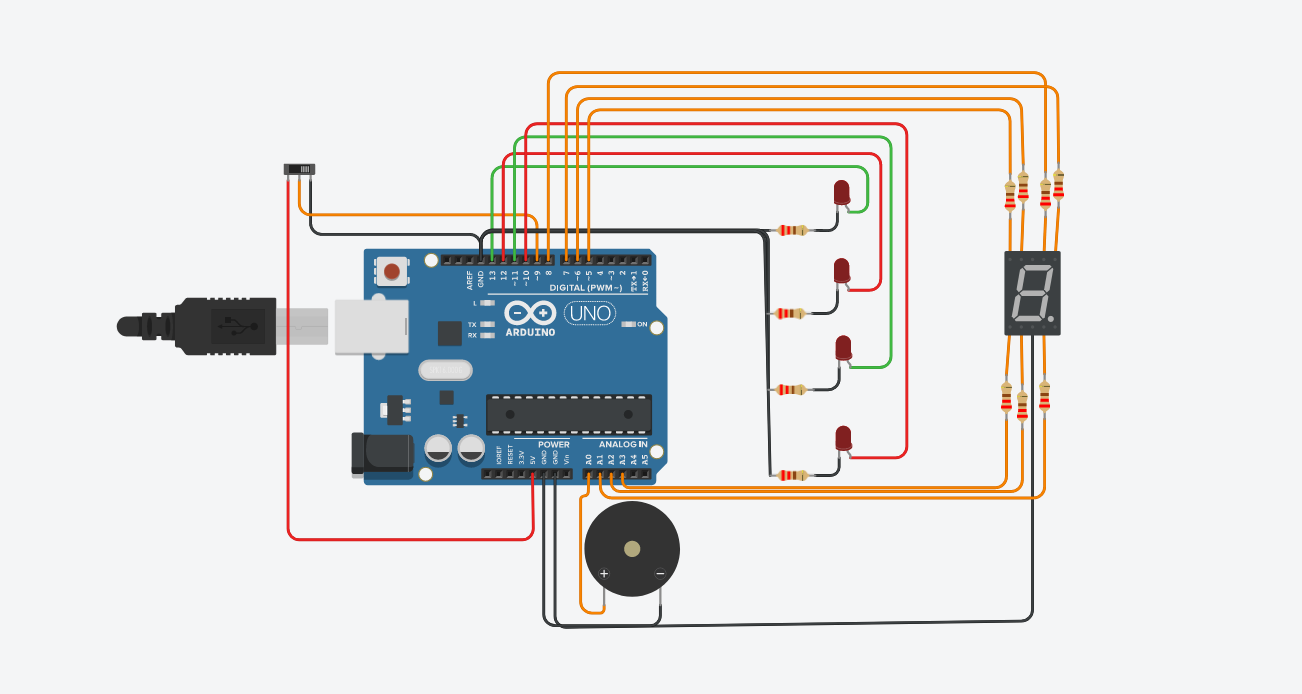 AREF
GND
13
12
~11
~10
~9
8
7
~6
~5
4
~3
2
TX→1
RX←0
DIGITAL (PWM~)
L
TX
RX
ARDUINO
UNO
ON
POWER
ANALOG IN
IOREF
RESET
3.3V
5V
GND
GND
Vin
A0
A1
A2
A3
A4
A5